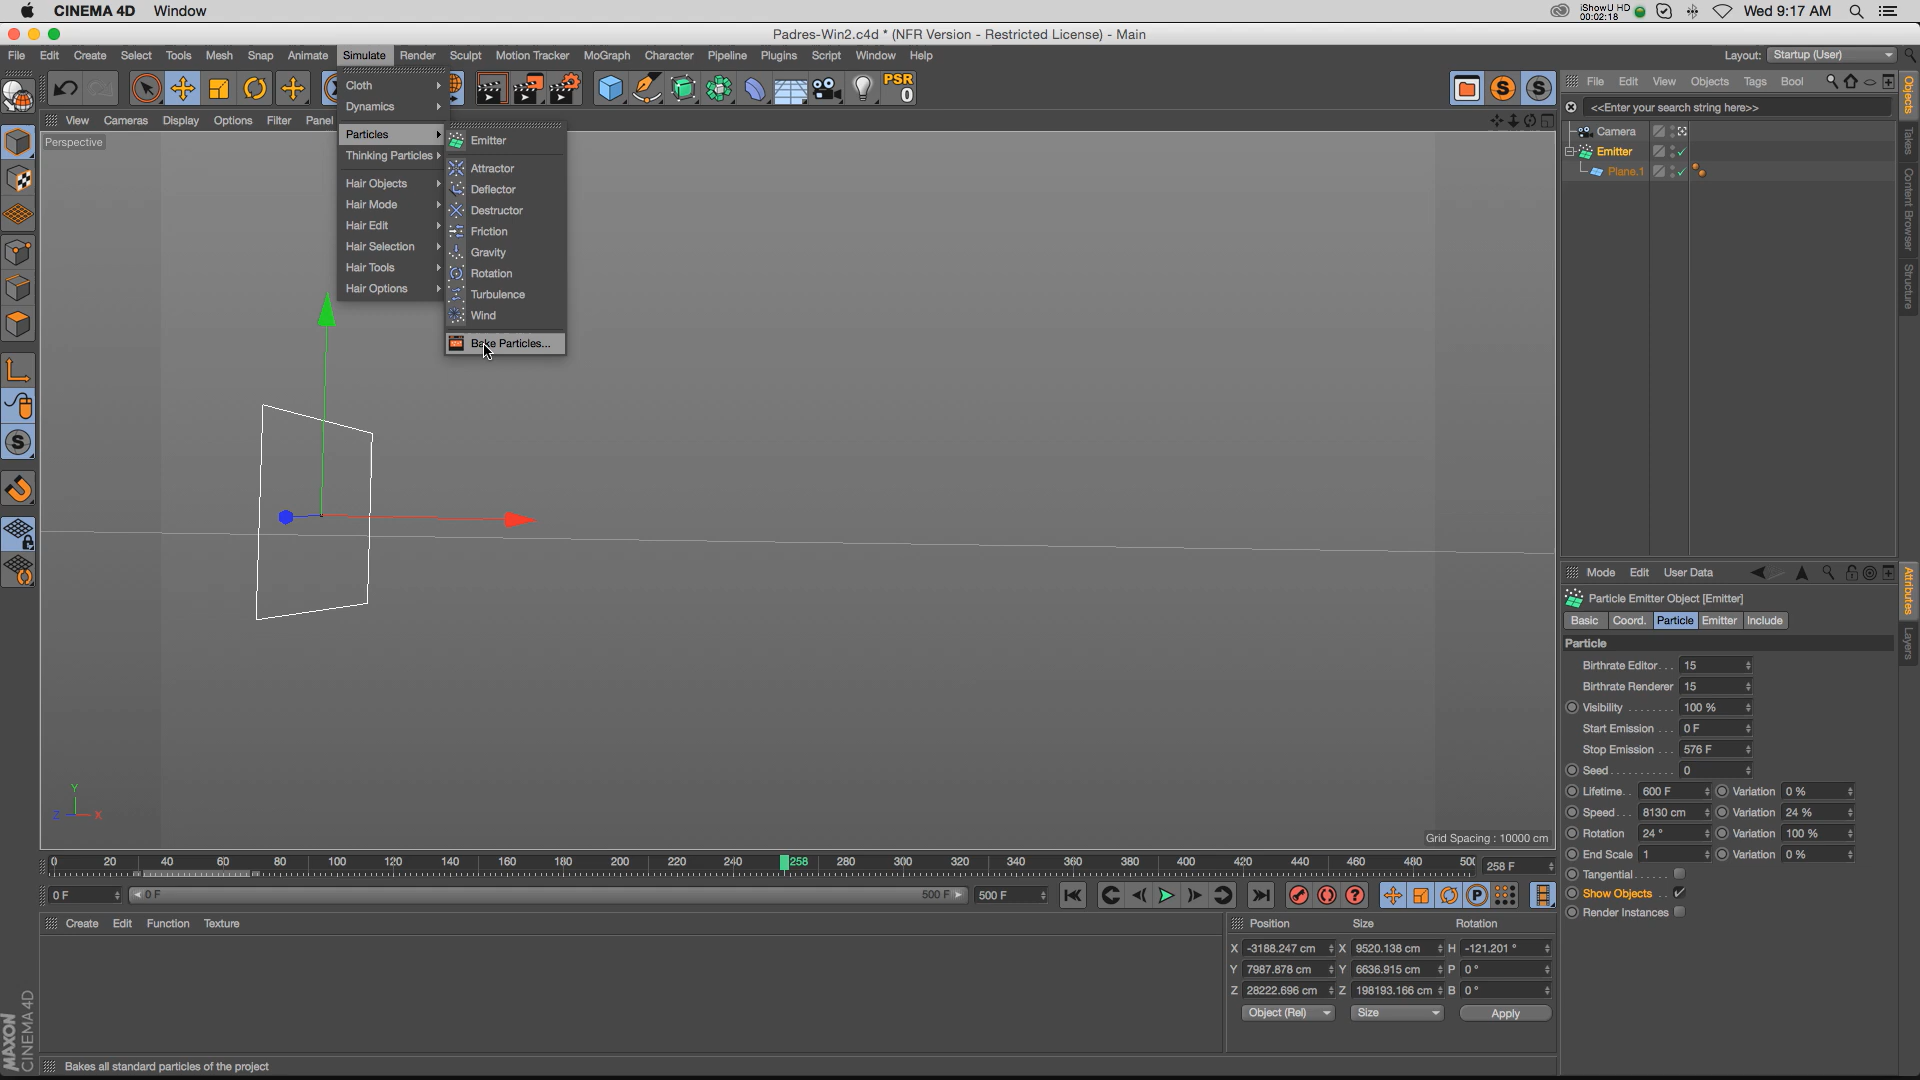 CINEMA 4D Window
iShowU HD
00:02:18
Wed 9:17 AM
Padres-Win2.c4d * (NFR Version - Restricted License) - Main
File Edit Create Select Tools Mesh Snap Animate Simulate Render Sculpt Motion Tracker MoGraph Character Pipeline Plugins Script Window Help
Layout: Startup (User)
PSR
0
File Edit View Objects Tags Bool
<<Enter your search string here>>
View Cameras Display Options Filter Panel
Perspective
Cloth
Dynamics
Particles
Thinking Particles
Hair Objects
Hair Mode
Hair Edit
Hair Selection
Hair Tools
Hair Options
Emitter
Attractor
Deflector
Destructor
Friction
Gravity
Rotation
Turbulence
Wind
Bake Particles...
Camera
Emitter
Plane.1
Objects
Takes
Content Browser
Structure
Attributes
Layers
Mode Edit User Data
Particle Emitter Object [Emitter]
Basic Coord. Particle Emitter Include
Particle
Birthrate Editor... 15
Birthrate Renderer 15
Visibility ........ 100 %
Start Emission ... 0 F
Stop Emission ... 576 F
Seed........... 0
Lifetime.. 600 F Variation 0 %
Speed... 8130 cm Variation 24 %
Rotation 24 ° Variation 100 %
End Scale 1 Variation 0 %
Tangential......
Show Objects ..
Render Instances
Y
Z X
Grid Spacing : 10000 cm
0 20 40 60 80 100 120 140 160 180 200 220 240 258 280 300 320 340 360 380 400 420 440 460 480 500 258 F
0 F 0 F 500 F 500 F
P
Create Edit Function Texture
Position Size Rotation
X -3188.247 cm X 9520.138 cm H -121.201 °
Y 7987.878 cm Y 6636.915 cm P 0 °
Z 28222.696 cm Z 198193.166 cm B 0 °
Object (Rel) Size Apply
MAXON
CINEMA 4D
Bakes all standard particles of the project